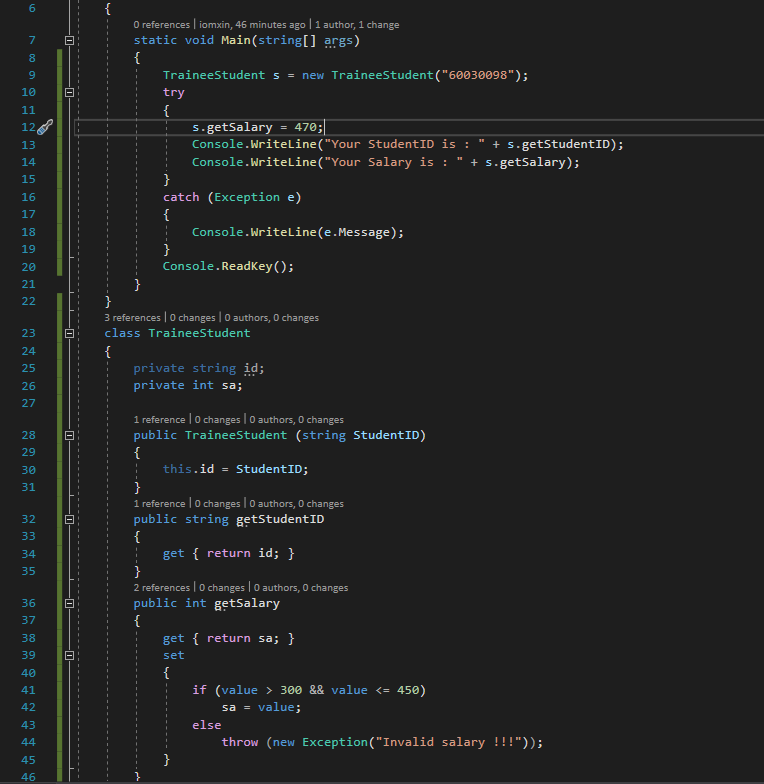 6 {
0 references | iomxin, 46 minutes ago | 1 author, 1 change
7 static void Main(string[] args)
8 {
9 TraineeStudent s = new TraineeStudent("60030098");
10 try
11 {
12 s.getSalary = 470;
13 Console.WriteLine("Your StudentID is : " + s.getStudentID);
14 Console.WriteLine("Your Salary is : " + s.getSalary);
15 }
16 catch (Exception e)
17 {
18 Console.WriteLine(e.Message);
19 }
20 Console.ReadKey();
21 }
22 }
3 references | 0 changes | 0 authors, 0 changes
23 class TraineeStudent
24 {
25 private string id;
26 private int sa;
27
1 reference | 0 changes | 0 authors, 0 changes
28 public TraineeStudent (string StudentID)
29 {
30 this.id = StudentID;
31 }
1 reference | 0 changes | 0 authors, 0 changes
32 public string getStudentID
33 {
34 get { return id; }
35 }
2 references | 0 changes | 0 authors, 0 changes
36 public int getSalary
37 {
38 get { return sa; }
39 set
40 {
41 if (value > 300 && value <= 450)
42 sa = value;
43 else
44 throw (new Exception("Invalid salary !!!"));
45 }
46 }